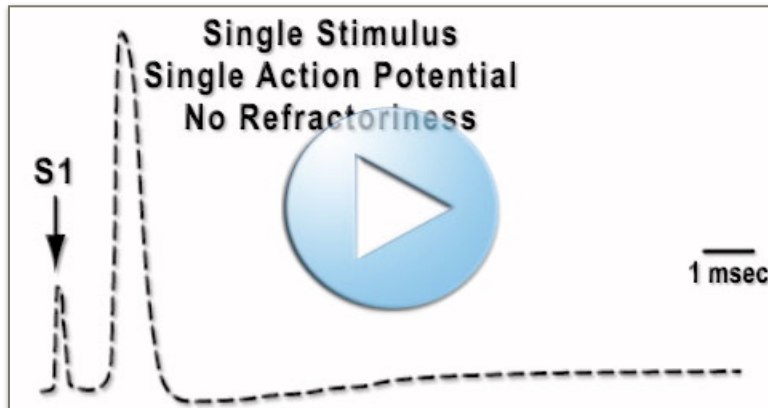 Single Stimulus
Single Action Potential
No Refractoriness
S1
1 msec